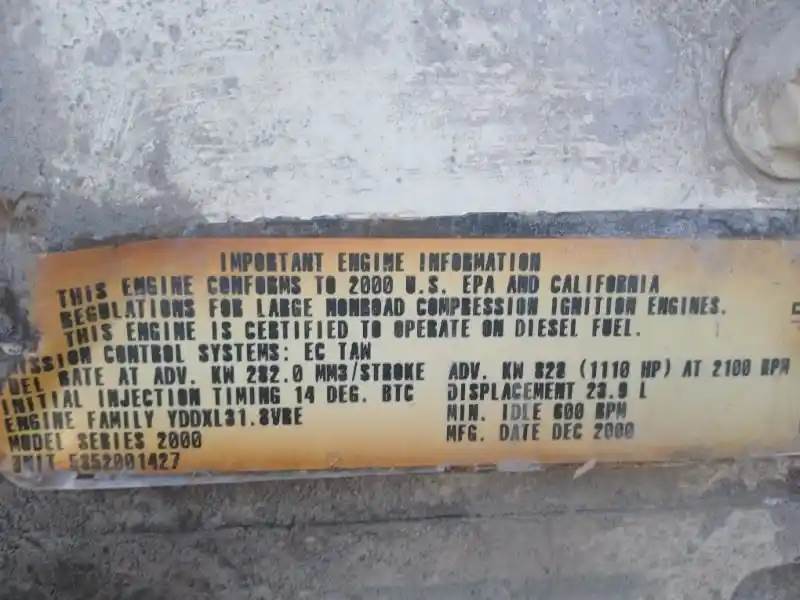 IMPORTANT ENGINE INFORMATION
THIS ENGINE CONFORMS TO 2000 U.S. EPA AND CALIFORNIA
REGULATIONS FOR LARGE NONROAD COMPRESSION IGNITION ENGINES.
THIS ENGINE IS CERTIFIED TO OPERATE ON DIESEL FUEL.
MISSION CONTROL SYSTEMS: EC TAW
FUEL RATE AT ADV. KW 282.0 MM3/STROKE
INITIAL INJECTION TIMING 14 DEG. BTC
ENGINE FAMILY YDDXL31.8VRE
MODEL SERIES 2000
UNIT 5352001427
ADV. KW 828 (1110 HP) AT 2100 RPM
DISPLACEMENT 23.9 L
MIN. IDLE 600 RPM
MFG. DATE DEC 2000